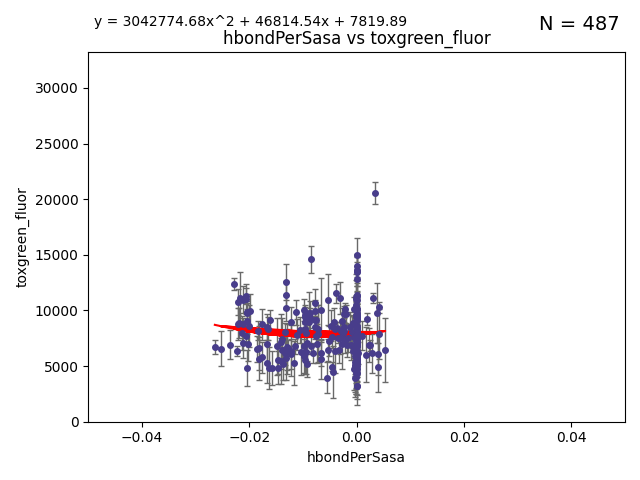 y = 3042774.68x^2 + 46814.54x + 7819.89
N = 487
hbondPerSasa vs toxgreen_fluor
30000
25000
20000
15000
10000
5000
0
toxgreen_fluor
−0.04
−0.02
0.00
0.02
0.04
hbondPerSasa